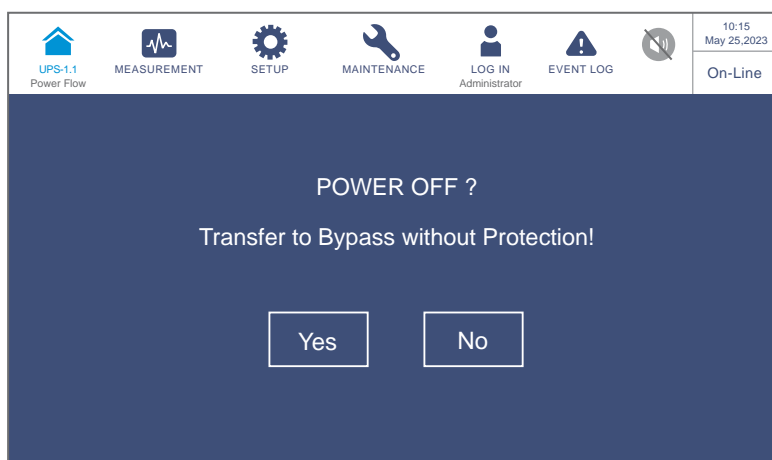 UPS-1.1
Power Flow
MEASUREMENT
SETUP
MAINTENANCE
LOG IN
Administrator
EVENT LOG
10:15
May 25,2023
On-Line
POWER OFF ?
Transfer to Bypass without Protection!
Yes
No